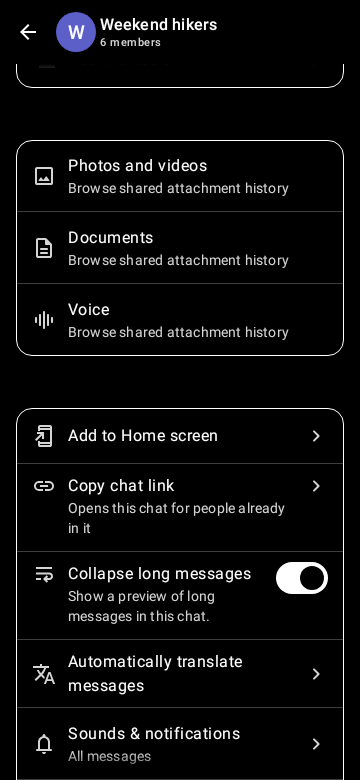 W
Weekend hikers
6 members
Photos and videos
Browse shared attachment history
Documents
Browse shared attachment history
Voice
Browse shared attachment history
Add to Home screen
Copy chat link
Opens this chat for people already
in it
Collapse long messages
Show a preview of long
messages in this chat.
Automatically translate
messages
Sounds & notifications
All messages